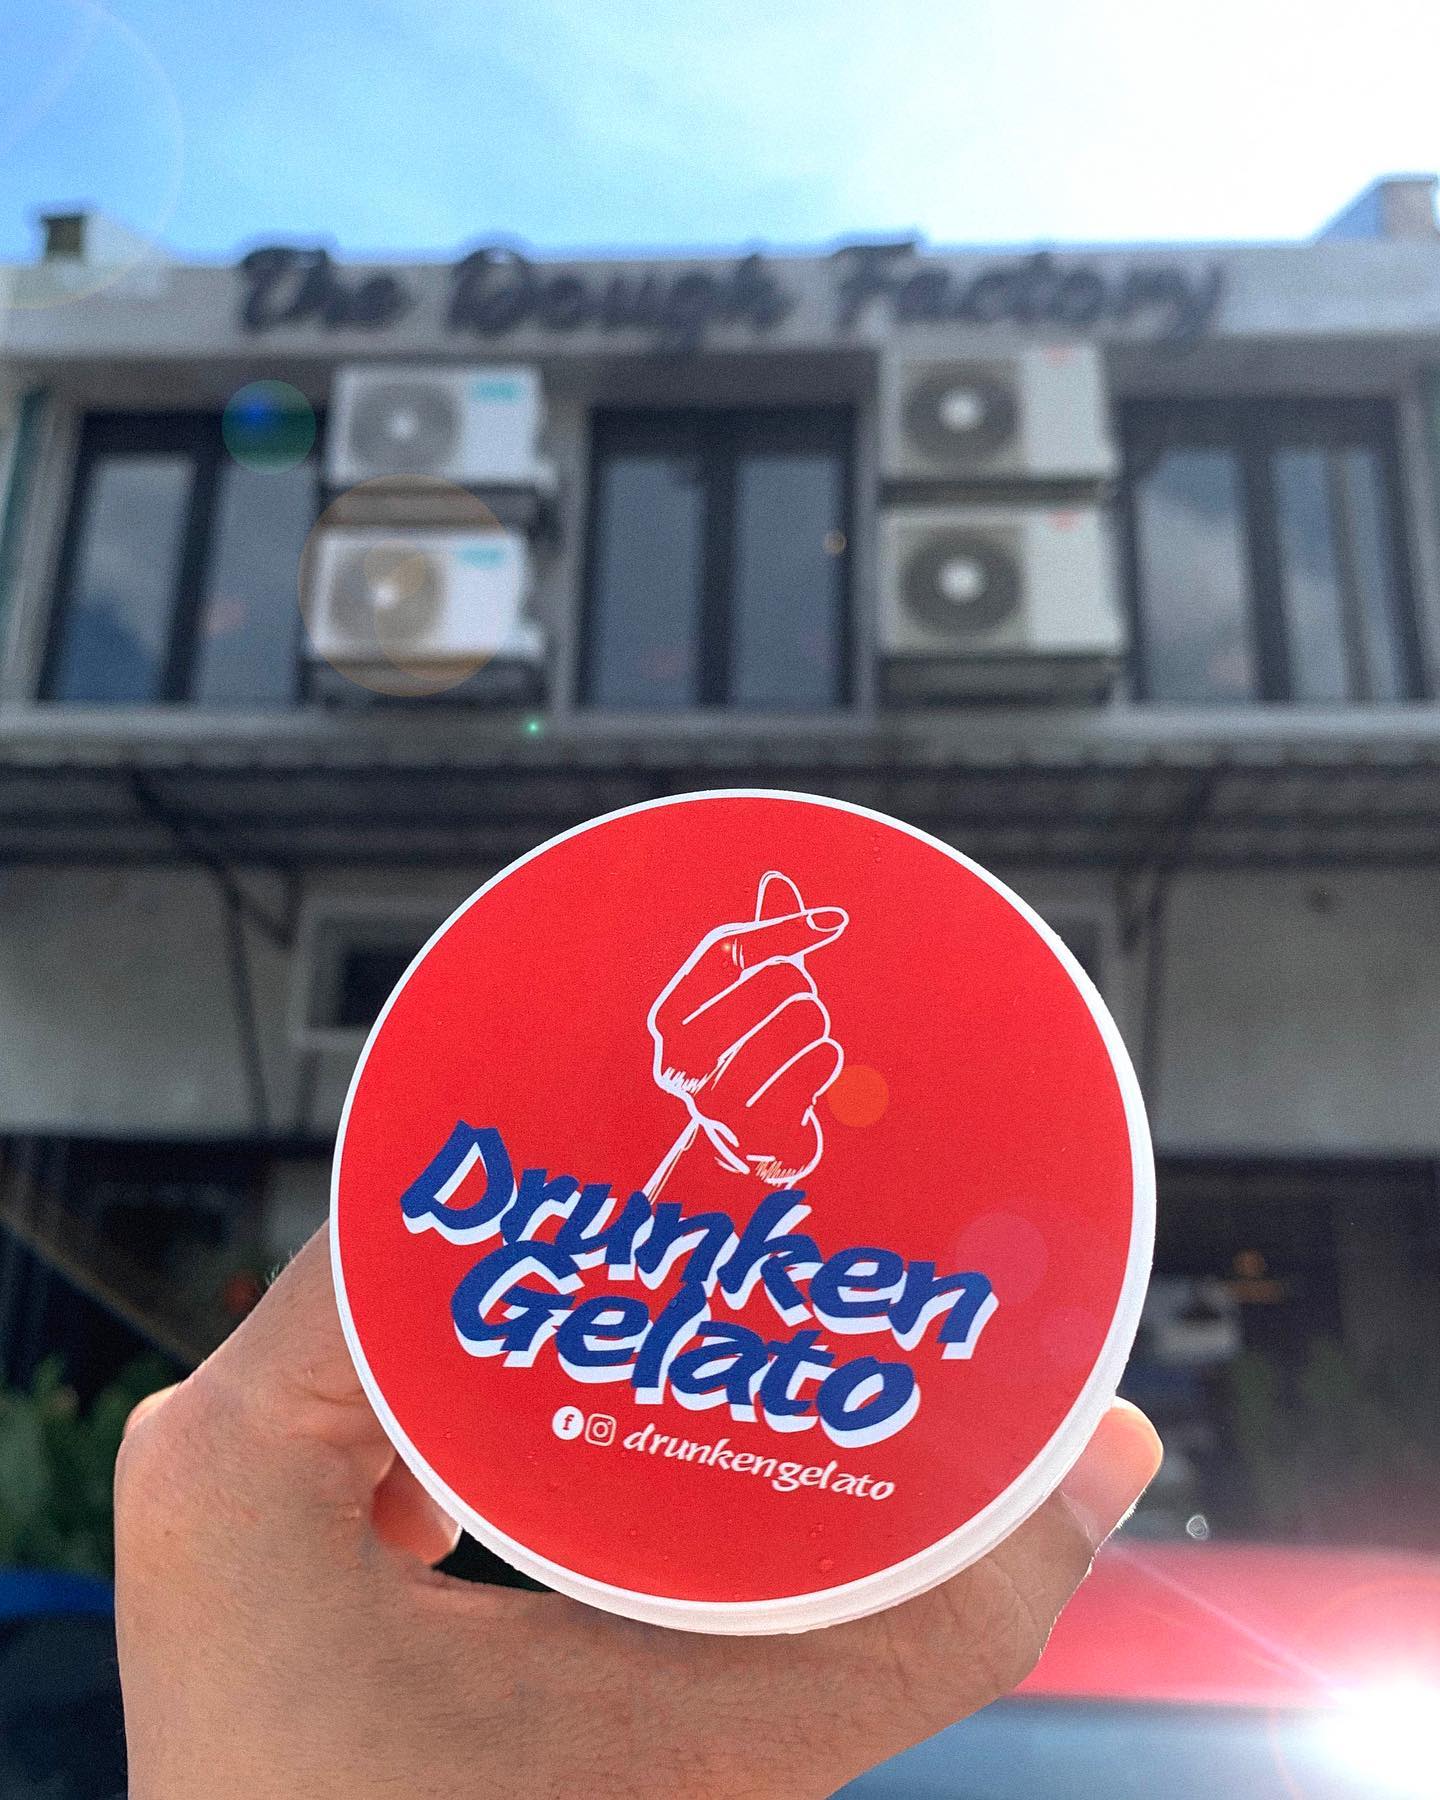 The Dough Factory
Drunken
Gelato
drunkengelato